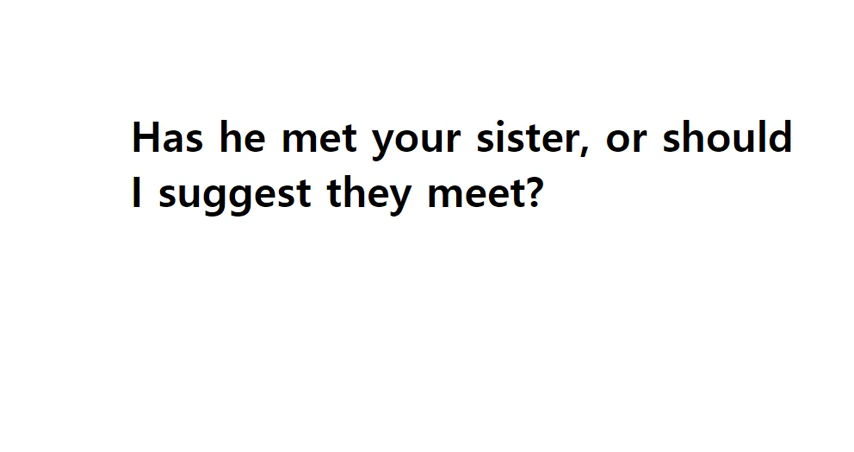 Has he met your sister, or should
I suggest they meet?